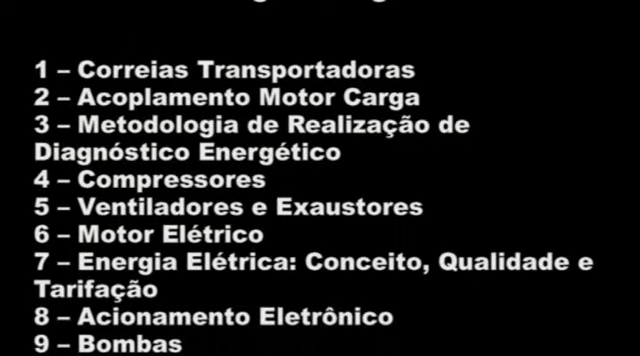 1 – Correias Transportadoras
2 – Acoplamento Motor Carga
3 – Metodologia de Realização de
Diagnóstico Energético
4 – Compressores
5 – Ventiladores e Exaustores
6 – Motor Elétrico
7 – Energia Elétrica: Conceito, Qualidade e
Tarifação
8 – Acionamento Eletrônico
9 – Bombas